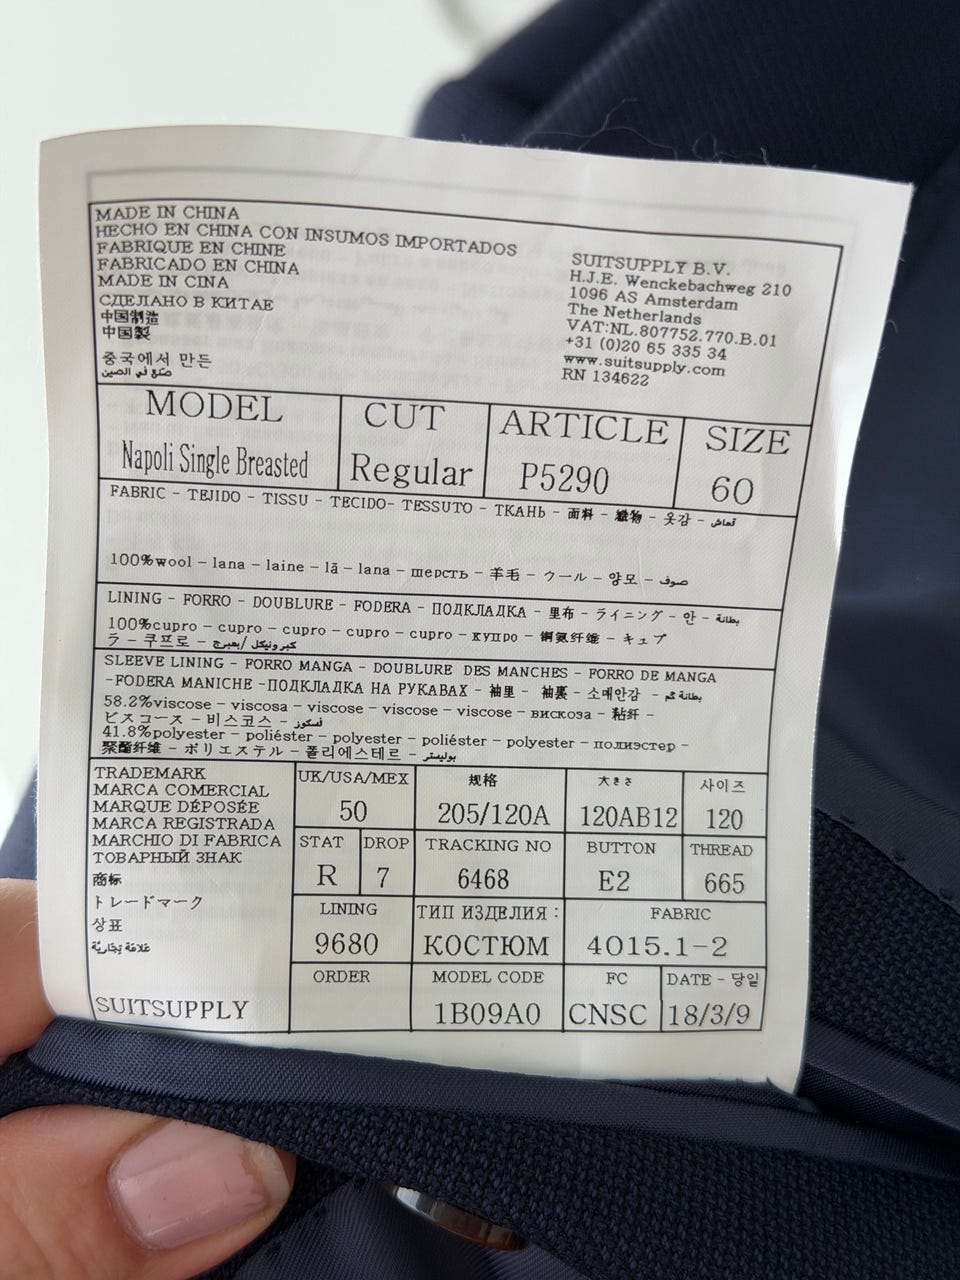 MADE IN CHINA
HECHO EN CHINA CON INSUMOS IMPORTADOS
FABRIQUE EN CHINE
FABRICADO EN CHINA
MADE IN CINA
СДЕЛАНО В КИТАЕ
中国制造
中国製
중국에서 만든
صنع في الصين
SUITSUPPLY B.V.
H.J.E. Wenckebachweg 210
1096 AS Amsterdam
The Netherlands
VAT:NL.807752.770.B.01
+31 (0)20 65 335 34
www.suitsupply.com
RN 134622
MODEL
Napoli Single Breasted
CUT
Regular
ARTICLE
P5290
SIZE
60
FABRIC - TEJIDO - TISSU - TECIDO- TESSUTO - ТКАНЬ - 面料 - 織物 - 옷감 - قماش
100%wool - lana - laine - lã - lana - шерсть - 羊毛 - ウール - 양모 - صوف
LINING - FORRO - DOUBLURE - FODERA - ПОДКЛАДКА - 里布 - ライニング - 안 - بطانة
100%cupro - cupro - cupro - cupro - cupro - купро - 铜氨纤维 - キュプ
ラ - 쿠프로 -
SLEEVE LINING - FORRO MANGA - DOUBLURE DES MANCHES - FORRO DE MANGA
-FODERA MANICHE -ПОДКЛАДКА НА РУКАВАХ - 袖里 - 袖裏 - 소매안감 - بطانة كم
58.2%viscose - viscosa - viscose - viscose - viscose - вискоза - 粘纤 -
ビスコース - 비스코스 - فسكوز
41.8%polyester - poliéster - polyester - poliéster - polyester - полиэстер -
聚酯纤维 - ポリエステル - 폴리에스테르 - بوليستر
TRADEMARK
MARCA COMERCIAL
MARQUE DÉPOSÉE
MARCA REGISTRADA
MARCHIO DI FABRICA
ТОВАРНЫЙ ЗНАК
商标
トレードマーク
상표
علامة تجارية
SUITSUPPLY
UK/USA/MEX
50
规格
205/120A
大きさ
120AB12
사이즈
120
STAT
R
DROP
7
TRACKING NO
6468
BUTTON
E2
THREAD
665
LINING
9680
ТИП ИЗДЕЛИЯ :
КОСТЮМ
FABRIC
4015.1-2
ORDER
MODEL CODE
1B09A0
FC
CNSC
DATE - 당일
18/3/9